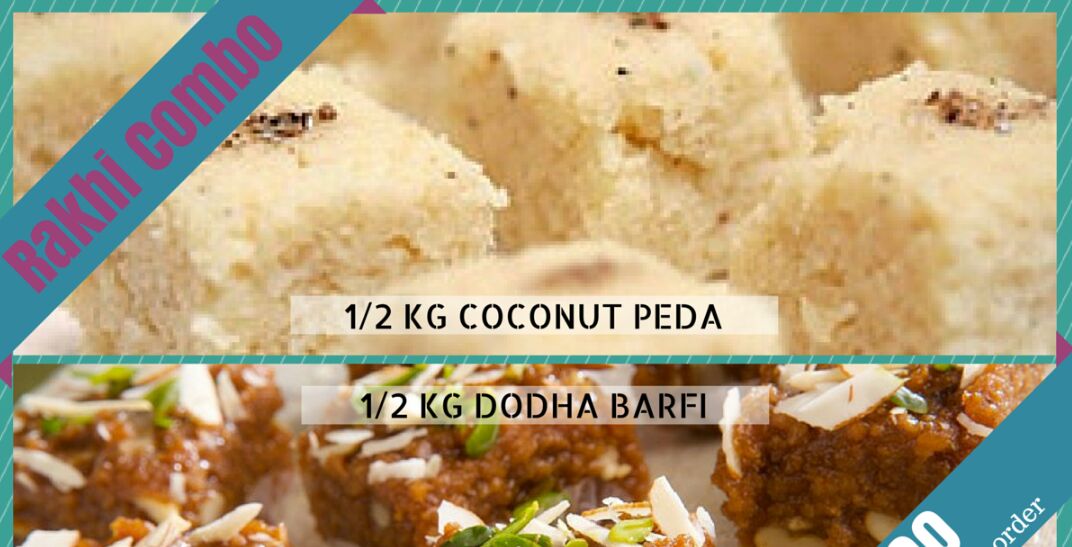 Rakhi combo
1/2 KG COCONUT PEDA
1/2 KG DODHA BARFI
order